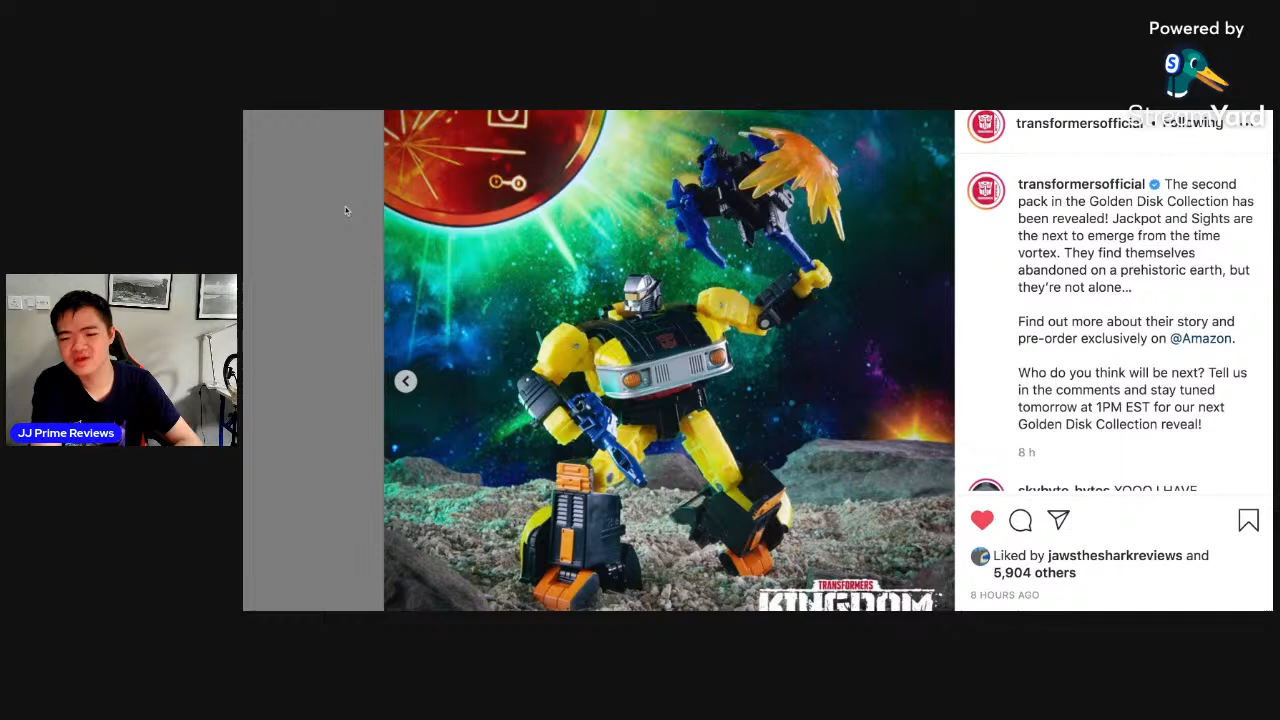 Powered by
StreamYard
transformersofficial • Following
transformersofficial The second
pack in the Golden Disk Collection has
been revealed! Jackpot and Sights are
the next to emerge from the time
vortex. They find themselves
abandoned on a prehistoric earth, but
they’re not alone...
Find out more about their story and
pre-order exclusively on @Amazon.
Who do you think will be next? Tell us
in the comments and stay tuned
tomorrow at 1PM EST for our next
Golden Disk Collection reveal!
8 h
skybyte_bytes YOOO I HAVE
Liked by jawsthesharkreviews and
5,904 others
8 HOURS AGO
JJ Prime Reviews
TRANSFORMERS
KINGDOM